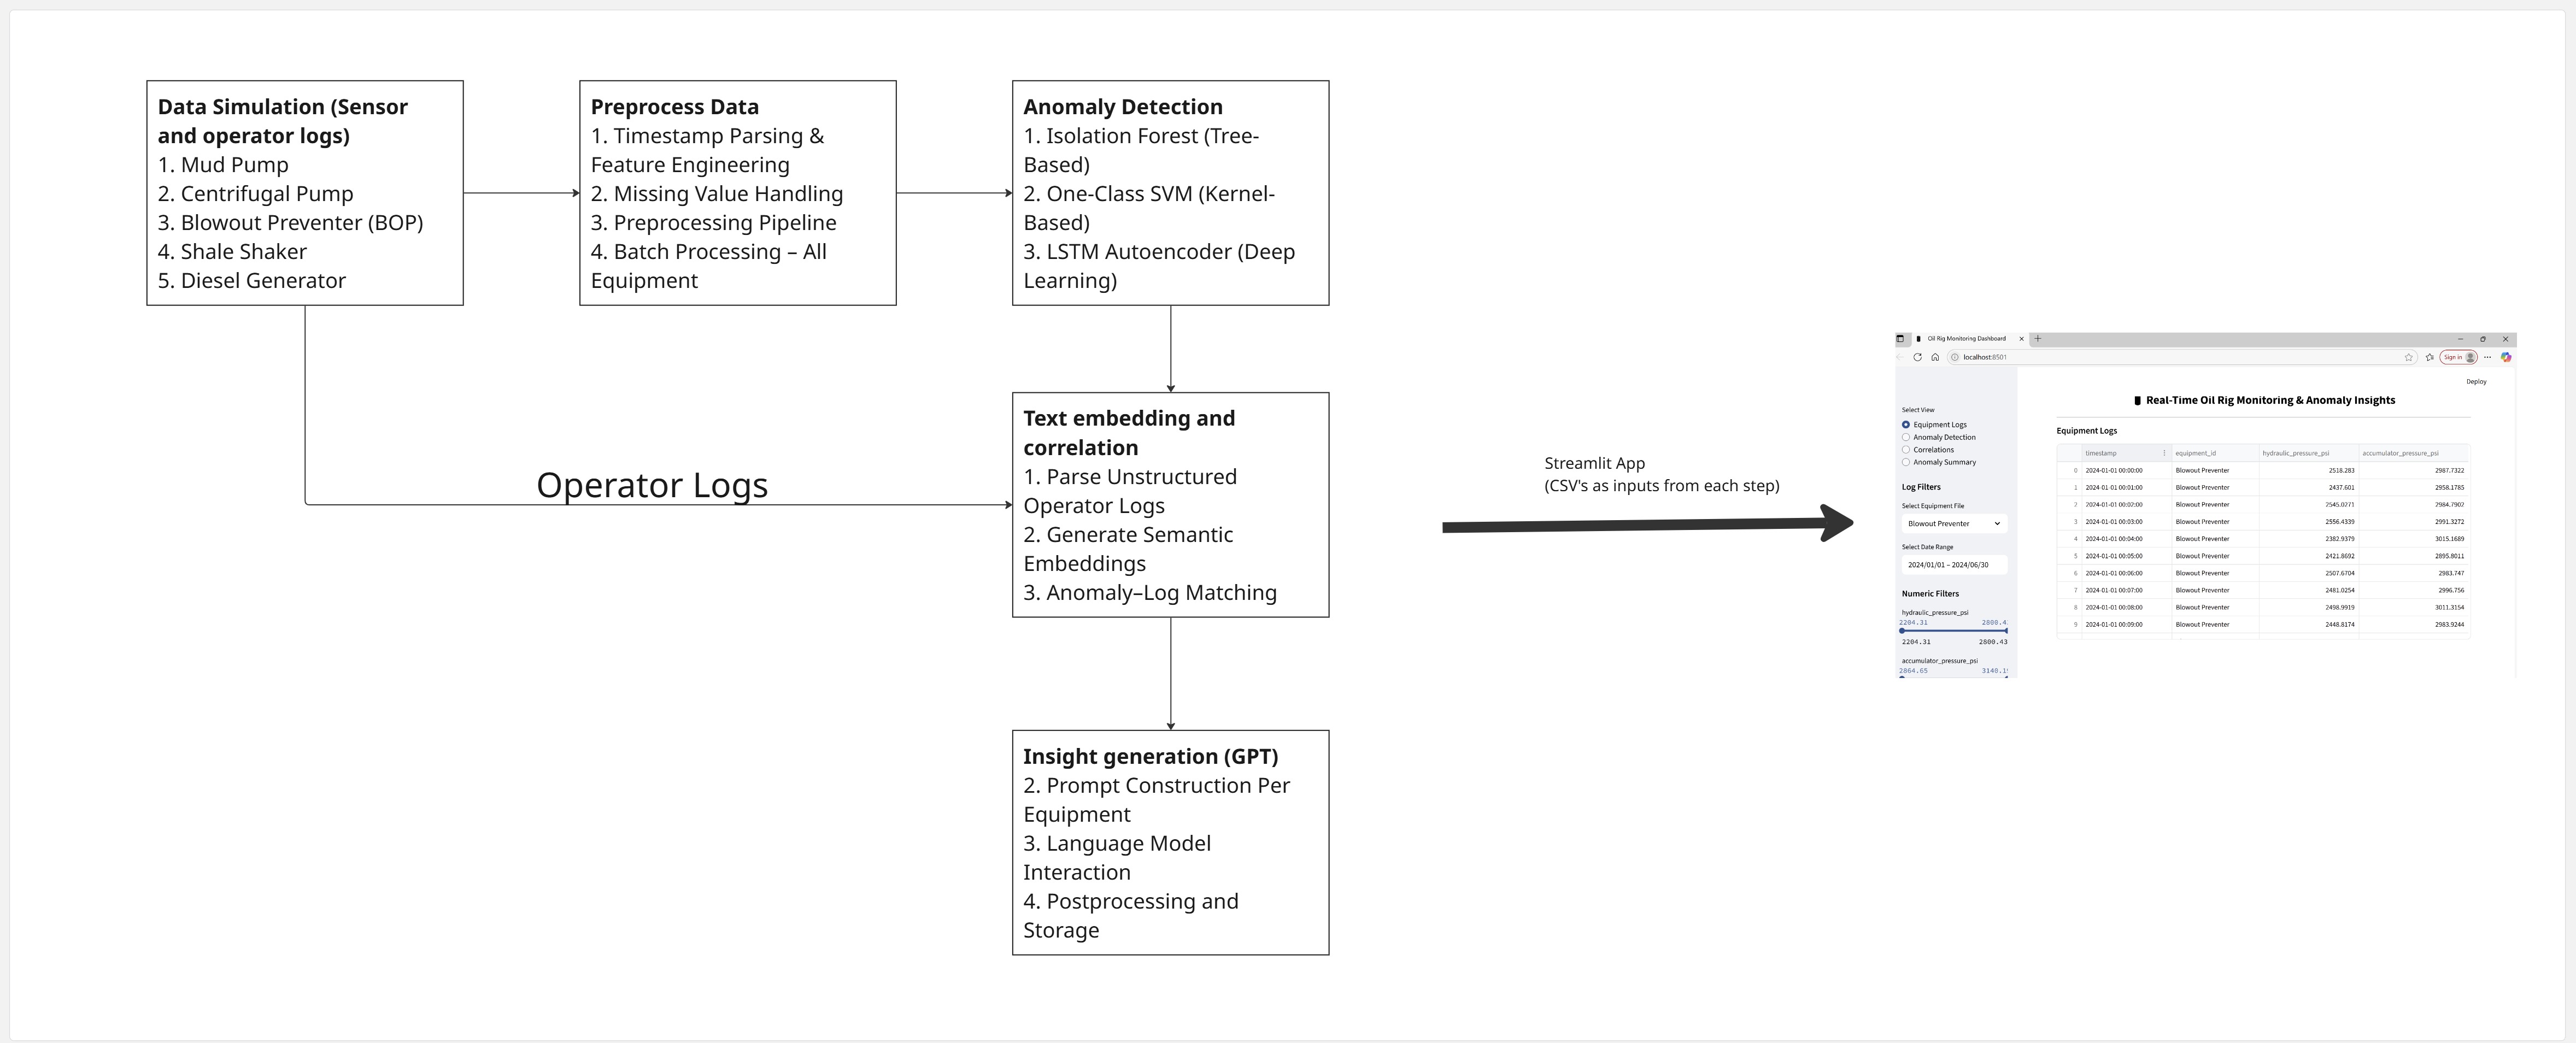 Data Simulation (Sensor
and operator logs)
1. Mud Pump
2. Centrifugal Pump
3. Blowout Preventer (BOP)
4. Shale Shaker
5. Diesel Generator
Preprocess Data
1. Timestamp Parsing &
Feature Engineering
2. Missing Value Handling
3. Preprocessing Pipeline
4. Batch Processing – All
Equipment
Anomaly Detection
1. Isolation Forest (Tree-
Based)
2. One-Class SVM (Kernel-
Based)
3. LSTM Autoencoder (Deep
Learning)
Operator Logs
Text embedding and
correlation
1. Parse Unstructured
Operator Logs
2. Generate Semantic
Embeddings
3. Anomaly–Log Matching
Insight generation (GPT)
2. Prompt Construction Per
Equipment
3. Language Model
Interaction
4. Postprocessing and
Storage
Streamlit App
(CSV's as inputs from each step)
Oil Rig Monitoring Dashboard
localhost:8501
Sign in
Deploy
Select View
Equipment Logs
Anomaly Detection
Correlations
Anomaly Summary
Log Filters
Select Equipment File
Blowout Preventer
Select Date Range
2024/01/01 – 2024/06/30
Numeric Filters
hydraulic_pressure_psi
2204.31 2800.4
2204.31 2800.43
accumulator_pressure_psi
2864.65 3148.1
Real-Time Oil Rig Monitoring & Anomaly Insights
Equipment Logs
timestamp equipment_id hydraulic_pressure_psi accumulator_pressure_psi
0 2024-01-01 00:00:00 Blowout Preventer 2518.283 2987.7322
1 2024-01-01 00:01:00 Blowout Preventer 2437.601 2958.1785
2 2024-01-01 00:02:00 Blowout Preventer 2545.0271 2984.7902
3 2024-01-01 00:03:00 Blowout Preventer 2556.4339 2991.3272
4 2024-01-01 00:04:00 Blowout Preventer 2382.9379 3015.1689
5 2024-01-01 00:05:00 Blowout Preventer 2421.8692 2895.8011
6 2024-01-01 00:06:00 Blowout Preventer 2507.6704 2983.747
7 2024-01-01 00:07:00 Blowout Preventer 2481.0254 2996.756
8 2024-01-01 00:08:00 Blowout Preventer 2498.9919 3011.3154
9 2024-01-01 00:09:00 Blowout Preventer 2448.8174 2983.9244